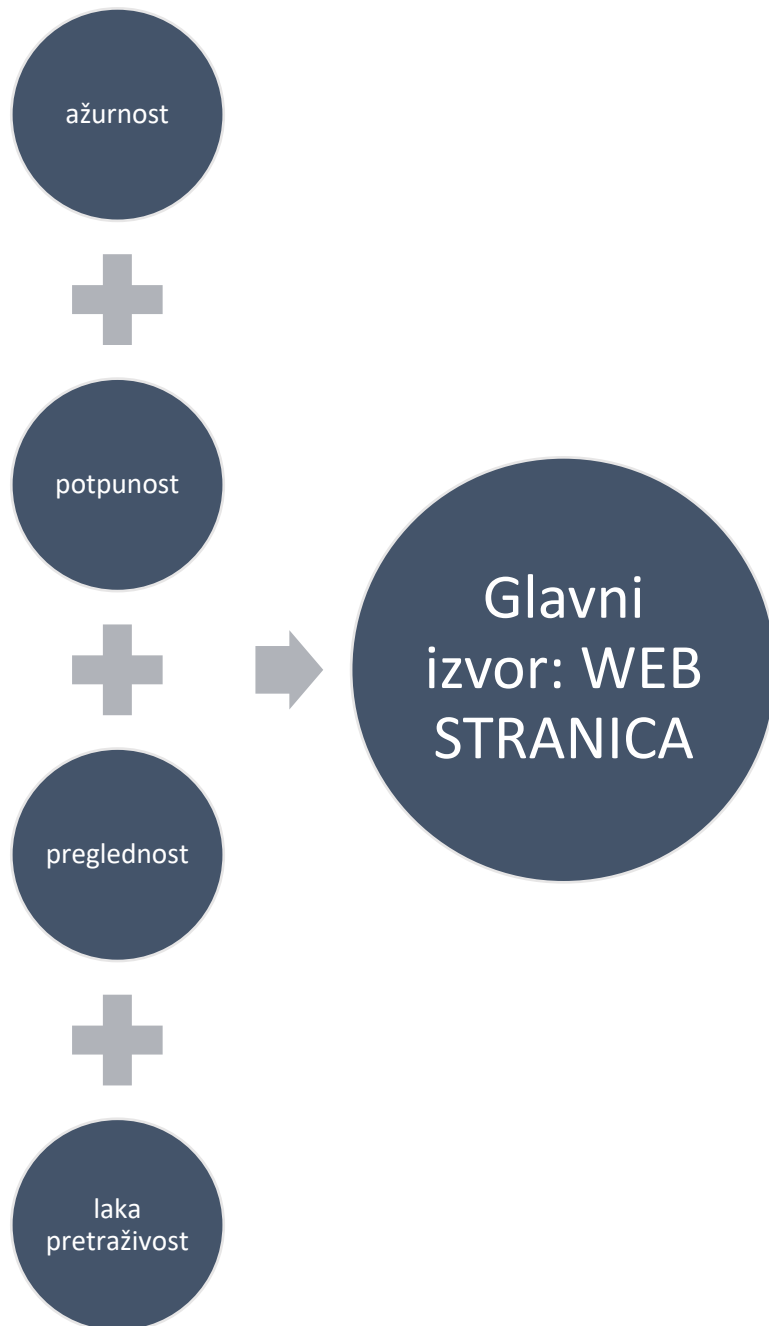 ažurnost
potpunost
preglednost
laka
pretraživost
Glavni
izvor: WEB
STRANICA